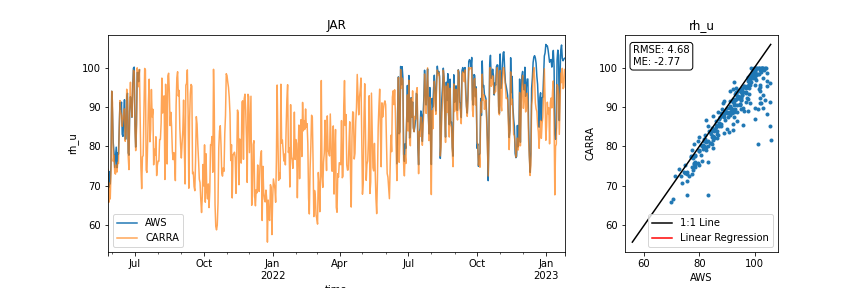 JAR
rh_u
100
90
80
70
60
rh_u
AWS
CARRA
Jul
Oct
Jan
2022
Apr
Jul
Oct
Jan
2023
time
rh_u
RMSE: 4.68
ME: -2.77
100
90
80
70
60
CARRA
1:1 Line
Linear Regression
60
80
100
AWS